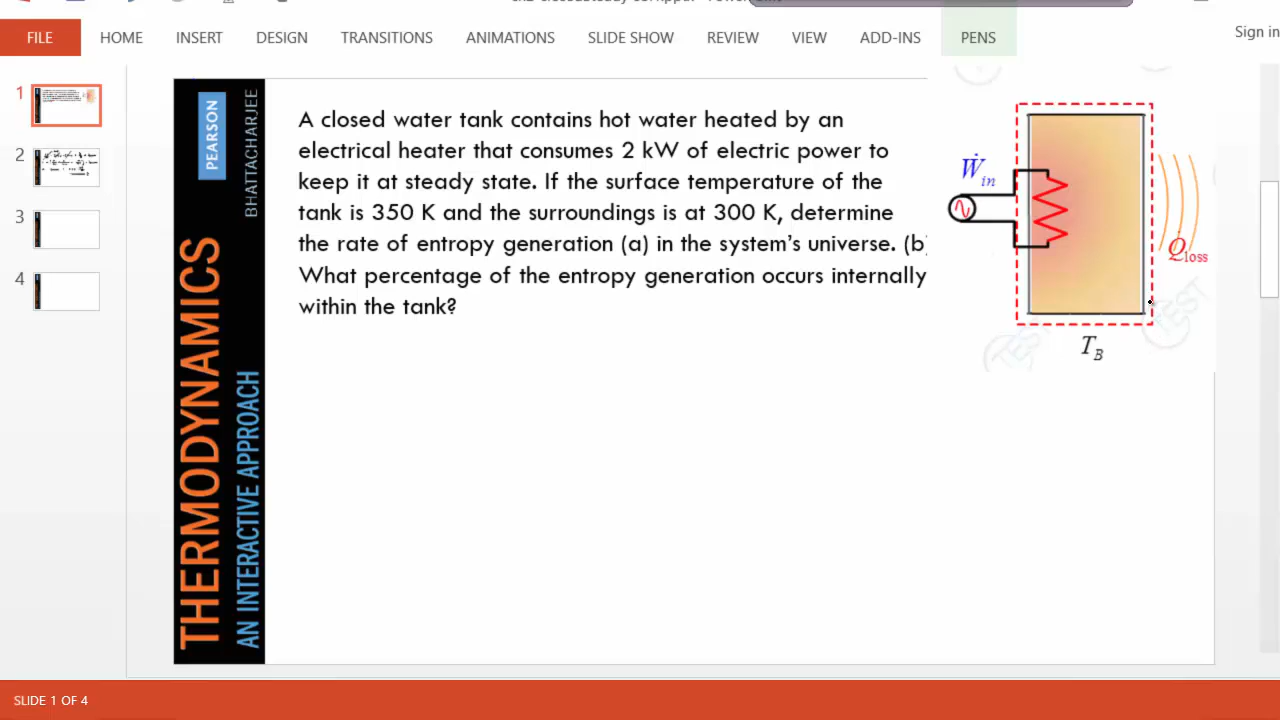 FILE HOME INSERT DESIGN TRANSITIONS ANIMATIONS SLIDE SHOW REVIEW VIEW ADD-INS PENS Sign in
1
2
3
4
PEARSON
BHATTACHARJEE
THERMODYNAMICS
AN INTERACTIVE APPROACH
A closed water tank contains hot water heated by an
electrical heater that consumes 2 kW of electric power to
keep it at steady state. If the surface temperature of the
tank is 350 K and the surroundings is at 300 K, determine
the rate of entropy generation (a) in the system's universe. (b)
What percentage of the entropy generation occurs internally
within the tank?
Ẇin
Q̇loss
TB
TEST
TEST
SLIDE 1 OF 4